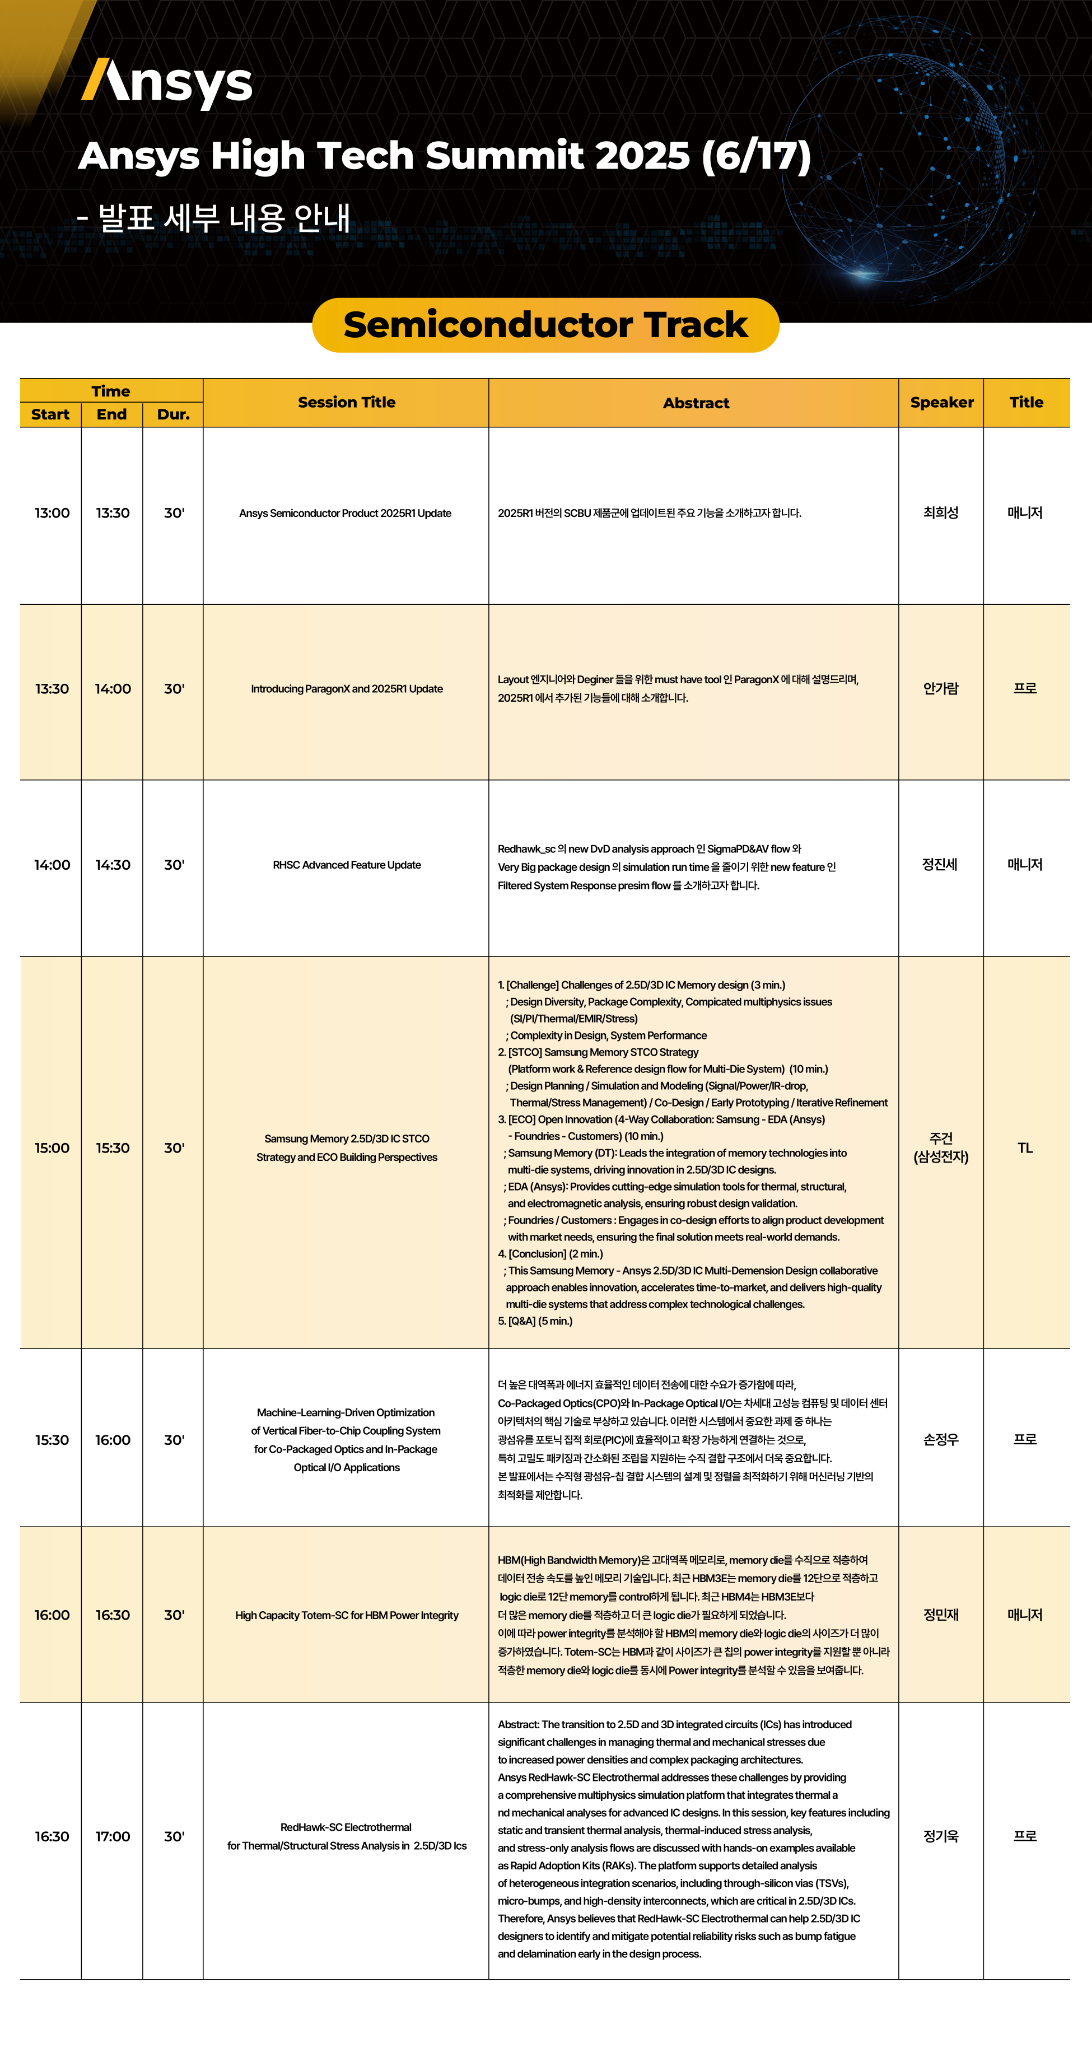 Ansys
Ansys High Tech Summit 2025 (6/17)
- 발표 세부 내용 안내
Semiconductor Track
Time
Start End Dur.
Session Title
Abstract
Speaker
Title
13:00 13:30 30'
Ansys Semiconductor Product 2025R1 Update
2025R1 버전의 SCBU 제품군에 업데이트된 주요 기능을 소개하고자 합니다.
최희성
매니저
13:30 14:00 30'
Introducing ParagonX and 2025R1 Update
Layout 엔지니어와 Deginer 들을 위한 must have tool 인 ParagonX 에 대해 설명드리며,
2025R1 에서 추가된 기능들에 대해 소개합니다.
안가람
프로
14:00 14:30 30'
RHSC Advanced Feature Update
Redhawk_sc 의 new DvD analysis approach 인 SigmaPD&AV flow 와
Very Big package design 의 simulation run time 을 줄이기 위한 new feature 인
Filtered System Response presim flow 를 소개하고자 합니다.
정진세
매니저
15:00 15:30 30'
Samsung Memory 2.5D/3D IC STCO
Strategy and ECO Building Perspectives
1. [Challenge] Challenges of 2.5D/3D IC Memory design (3 min.)
; Design Diversity, Package Complexity, Compicated multiphysics issues
(SI/PI/Thermal/EMIR/Stress)
; Complexity in Design, System Performance
2. [STCO] Samsung Memory STCO Strategy
(Platform work & Reference design flow for Multi-Die System) (10 min.)
; Design Planning / Simulation and Modeling (Signal/Power/IR-drop,
Thermal/Stress Management) / Co-Design / Early Prototyping / Iterative Refinement
3. [ECO] Open Innovation (4-Way Collaboration: Samsung - EDA (Ansys)
- Foundries - Customers) (10 min.)
; Samsung Memory (DT): Leads the integration of memory technologies into
multi-die systems, driving innovation in 2.5D/3D IC designs.
; EDA (Ansys): Provides cutting-edge simulation tools for thermal, structural,
and electromagnetic analysis, ensuring robust design validation.
; Foundries / Customers : Engages in co-design efforts to align product development
with market needs, ensuring the final solution meets real-world demands.
4. [Conclusion] (2 min.)
; This Samsung Memory - Ansys 2.5D/3D IC Multi-Demension Design collaborative
approach enables innovation, accelerates time-to-market, and delivers high-quality
multi-die systems that address complex technological challenges.
5. [Q&A] (5 min.)
주건
(삼성전자)
TL
15:30 16:00 30'
Machine-Learning-Driven Optimization
of Vertical Fiber-to-Chip Coupling System
for Co-Packaged Optics and In-Package
Optical I/O Applications
더 높은 대역폭과 에너지 효율적인 데이터 전송에 대한 수요가 증가함에 따라,
Co-Packaged Optics(CPO)와 In-Package Optical I/O는 차세대 고성능 컴퓨팅 및 데이터 센터
아키텍처의 핵심 기술로 부상하고 있습니다. 이러한 시스템에서 중요한 과제 중 하나는
광섬유를 포토닉 집적 회로(PIC)에 효율적이고 확장 가능하게 연결하는 것으로,
특히 고밀도 패키징과 간소화된 조립을 지원하는 수직 결합 구조에서 더욱 중요합니다.
본 발표에서는 수직형 광섬유-칩 결합 시스템의 설계 및 정렬을 최적화하기 위해 머신러닝 기반의
최적화를 제안합니다.
손정우
프로
16:00 16:30 30'
High Capacity Totem-SC for HBM Power Integrity
HBM(High Bandwidth Memory)은 고대역폭 메모리로, memory die를 수직으로 적층하여
데이터 전송 속도를 높인 메모리 기술입니다. 최근 HBM3E는 memory die를 12단으로 적층하고
logic die로 12단 memory를 control하게 됩니다. 최근 HBM4는 HBM3E보다
더 많은 memory die를 적층하고 더 큰 logic die가 필요하게 되었습니다.
이에 따라 power integrity를 분석해야 할 HBM의 memory die와 logic die의 사이즈가 더 많이
증가하였습니다. Totem-SC는 HBM과 같이 사이즈가 큰 칩의 power integrity를 지원할 뿐 아니라
적층한 memory die와 logic die를 동시에 Power integrity를 분석할 수 있음을 보여줍니다.
정민재
매니저
16:30 17:00 30'
RedHawk-SC Electrothermal
for Thermal/Structural Stress Analysis in 2.5D/3D Ics
Abstract: The transition to 2.5D and 3D integrated circuits (ICs) has introduced
significant challenges in managing thermal and mechanical stresses due
to increased power densities and complex packaging architectures.
Ansys RedHawk-SC Electrothermal addresses these challenges by providing
a comprehensive multiphysics simulation platform that integrates thermal a
nd mechanical analyses for advanced IC designs. In this session, key features including
static and transient thermal analysis, thermal-induced stress analysis,
and stress-only analysis flows are discussed with hands-on examples available
as Rapid Adoption Kits (RAKs). The platform supports detailed analysis
of heterogeneous integration scenarios, including through-silicon vias (TSVs),
micro-bumps, and high-density interconnects, which are critical in 2.5D/3D ICs.
Therefore, Ansys believes that RedHawk-SC Electrothermal can help 2.5D/3D IC
designers to identify and mitigate potential reliability risks such as bump fatigue
and delamination early in the design process.
정기욱
프로